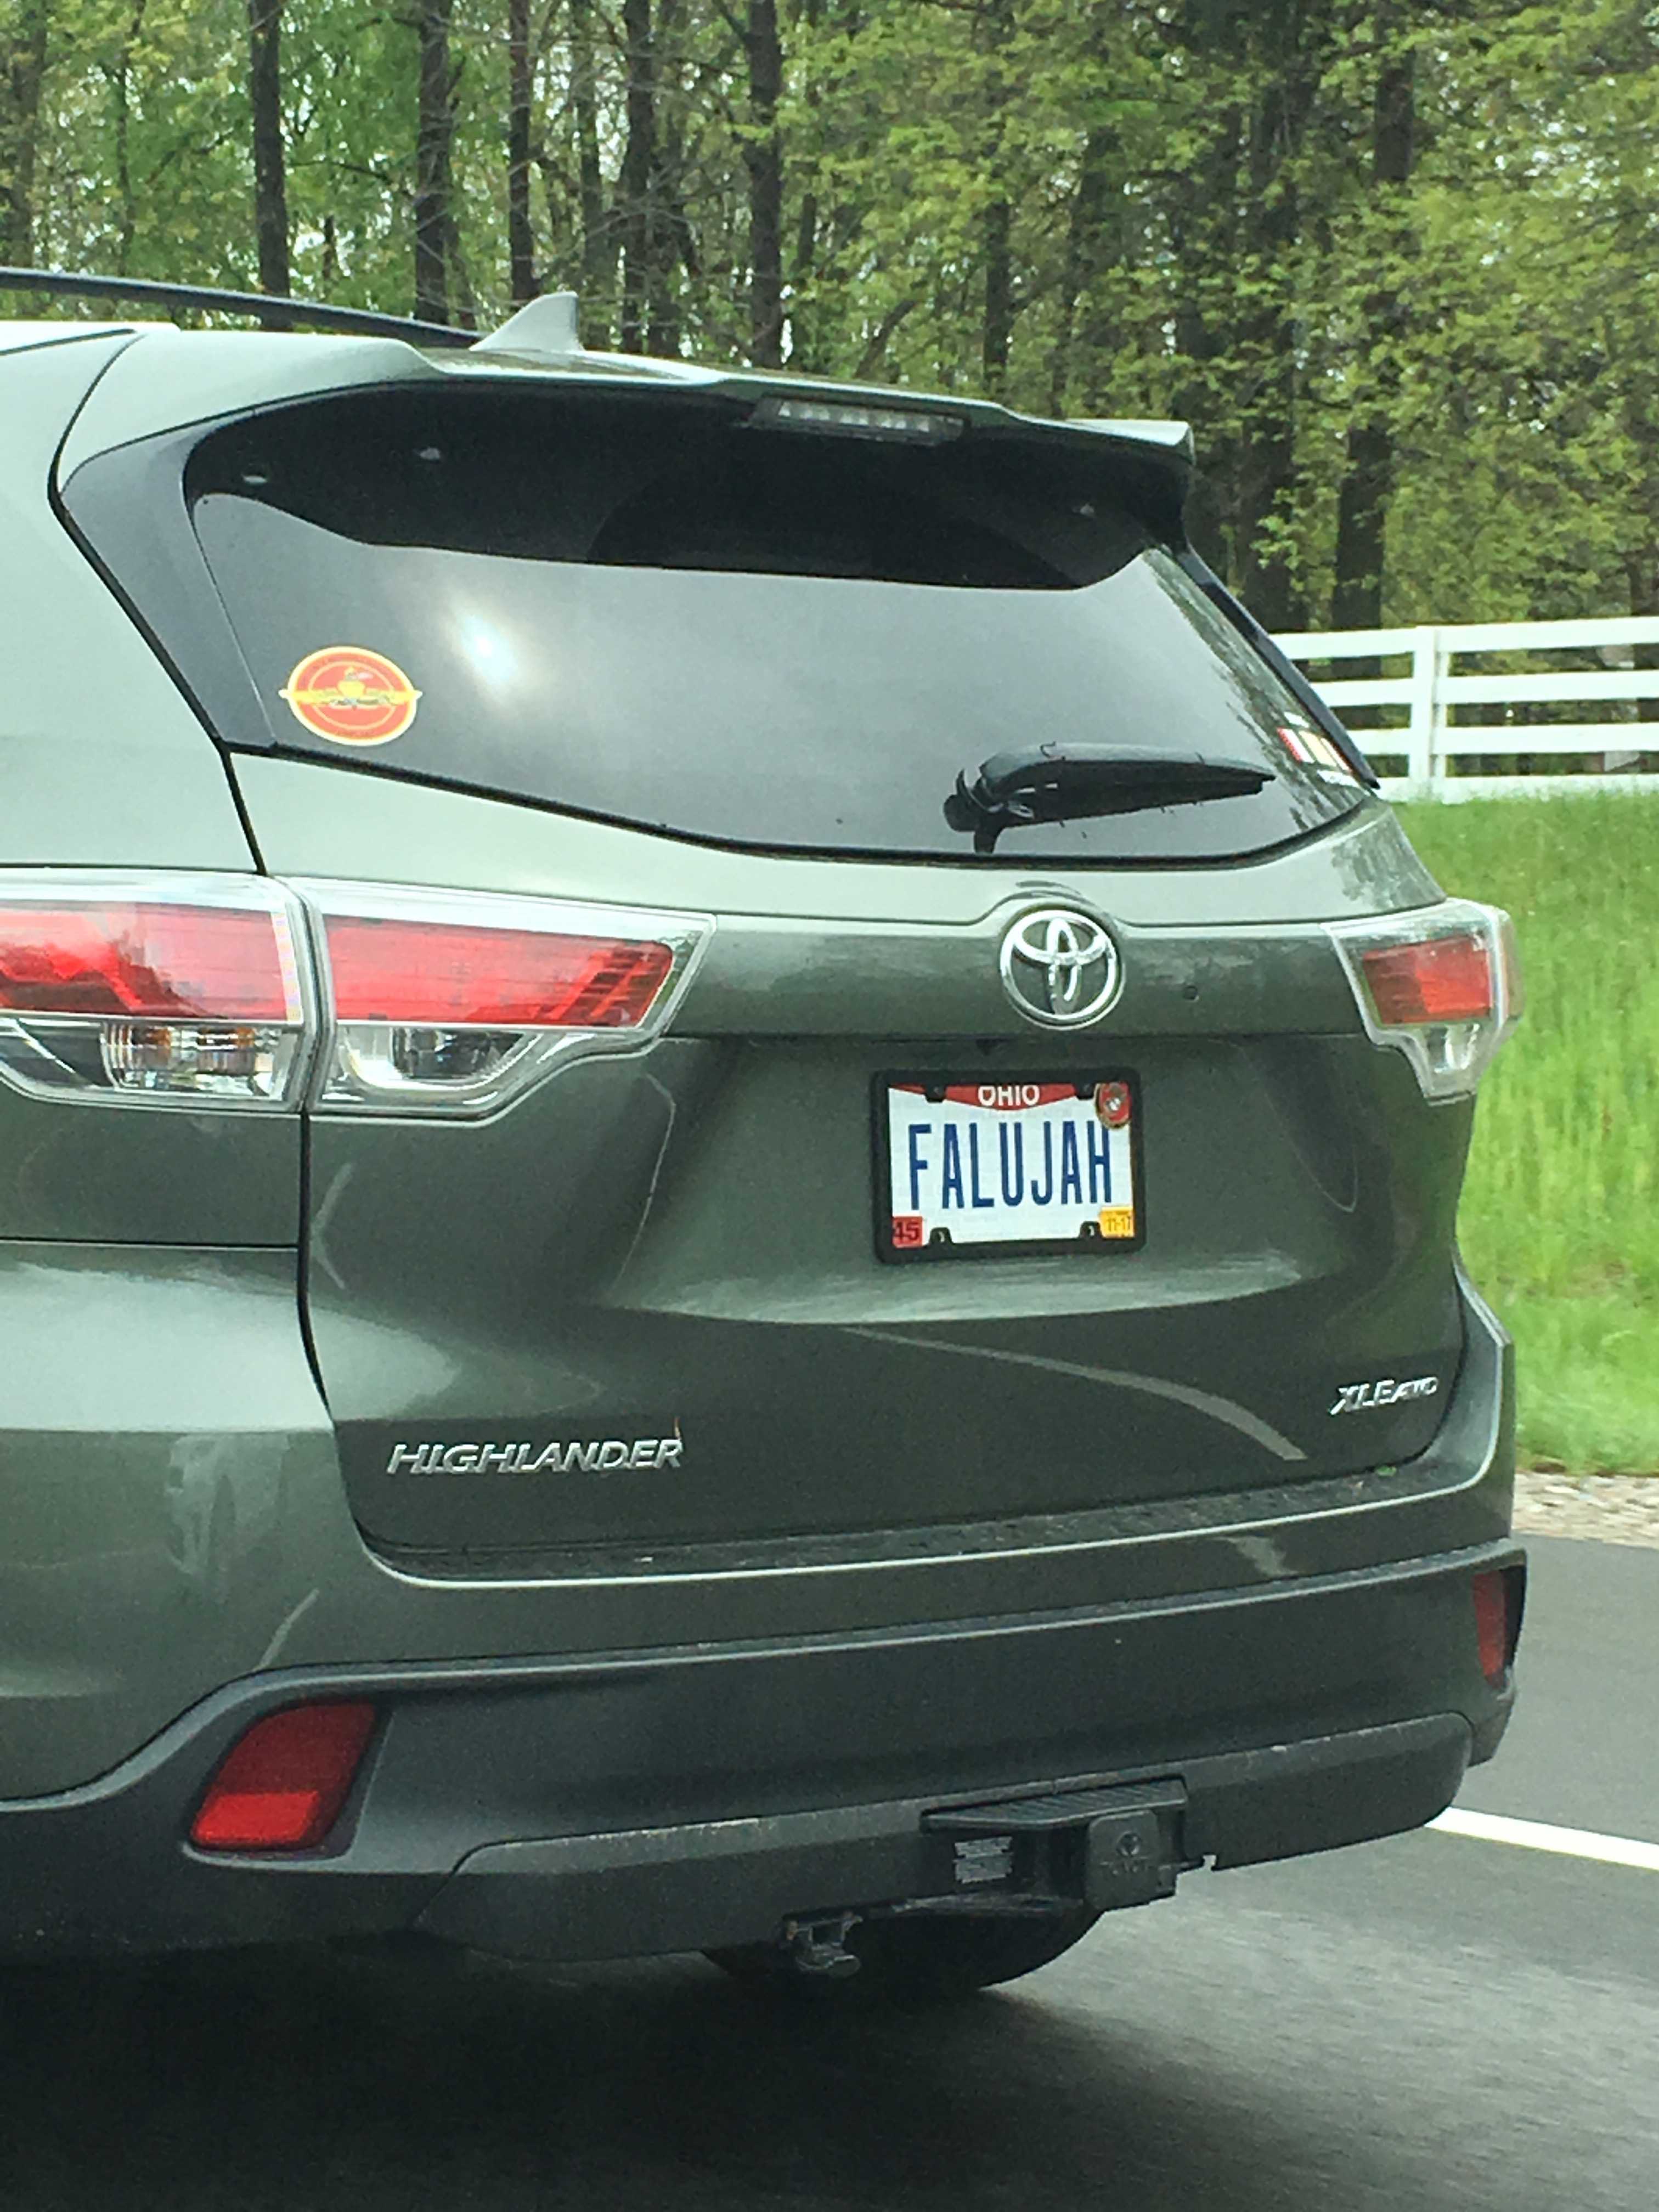 OHIO
FALUJAH
45
11-17
XLE AWD
HIGHLANDER